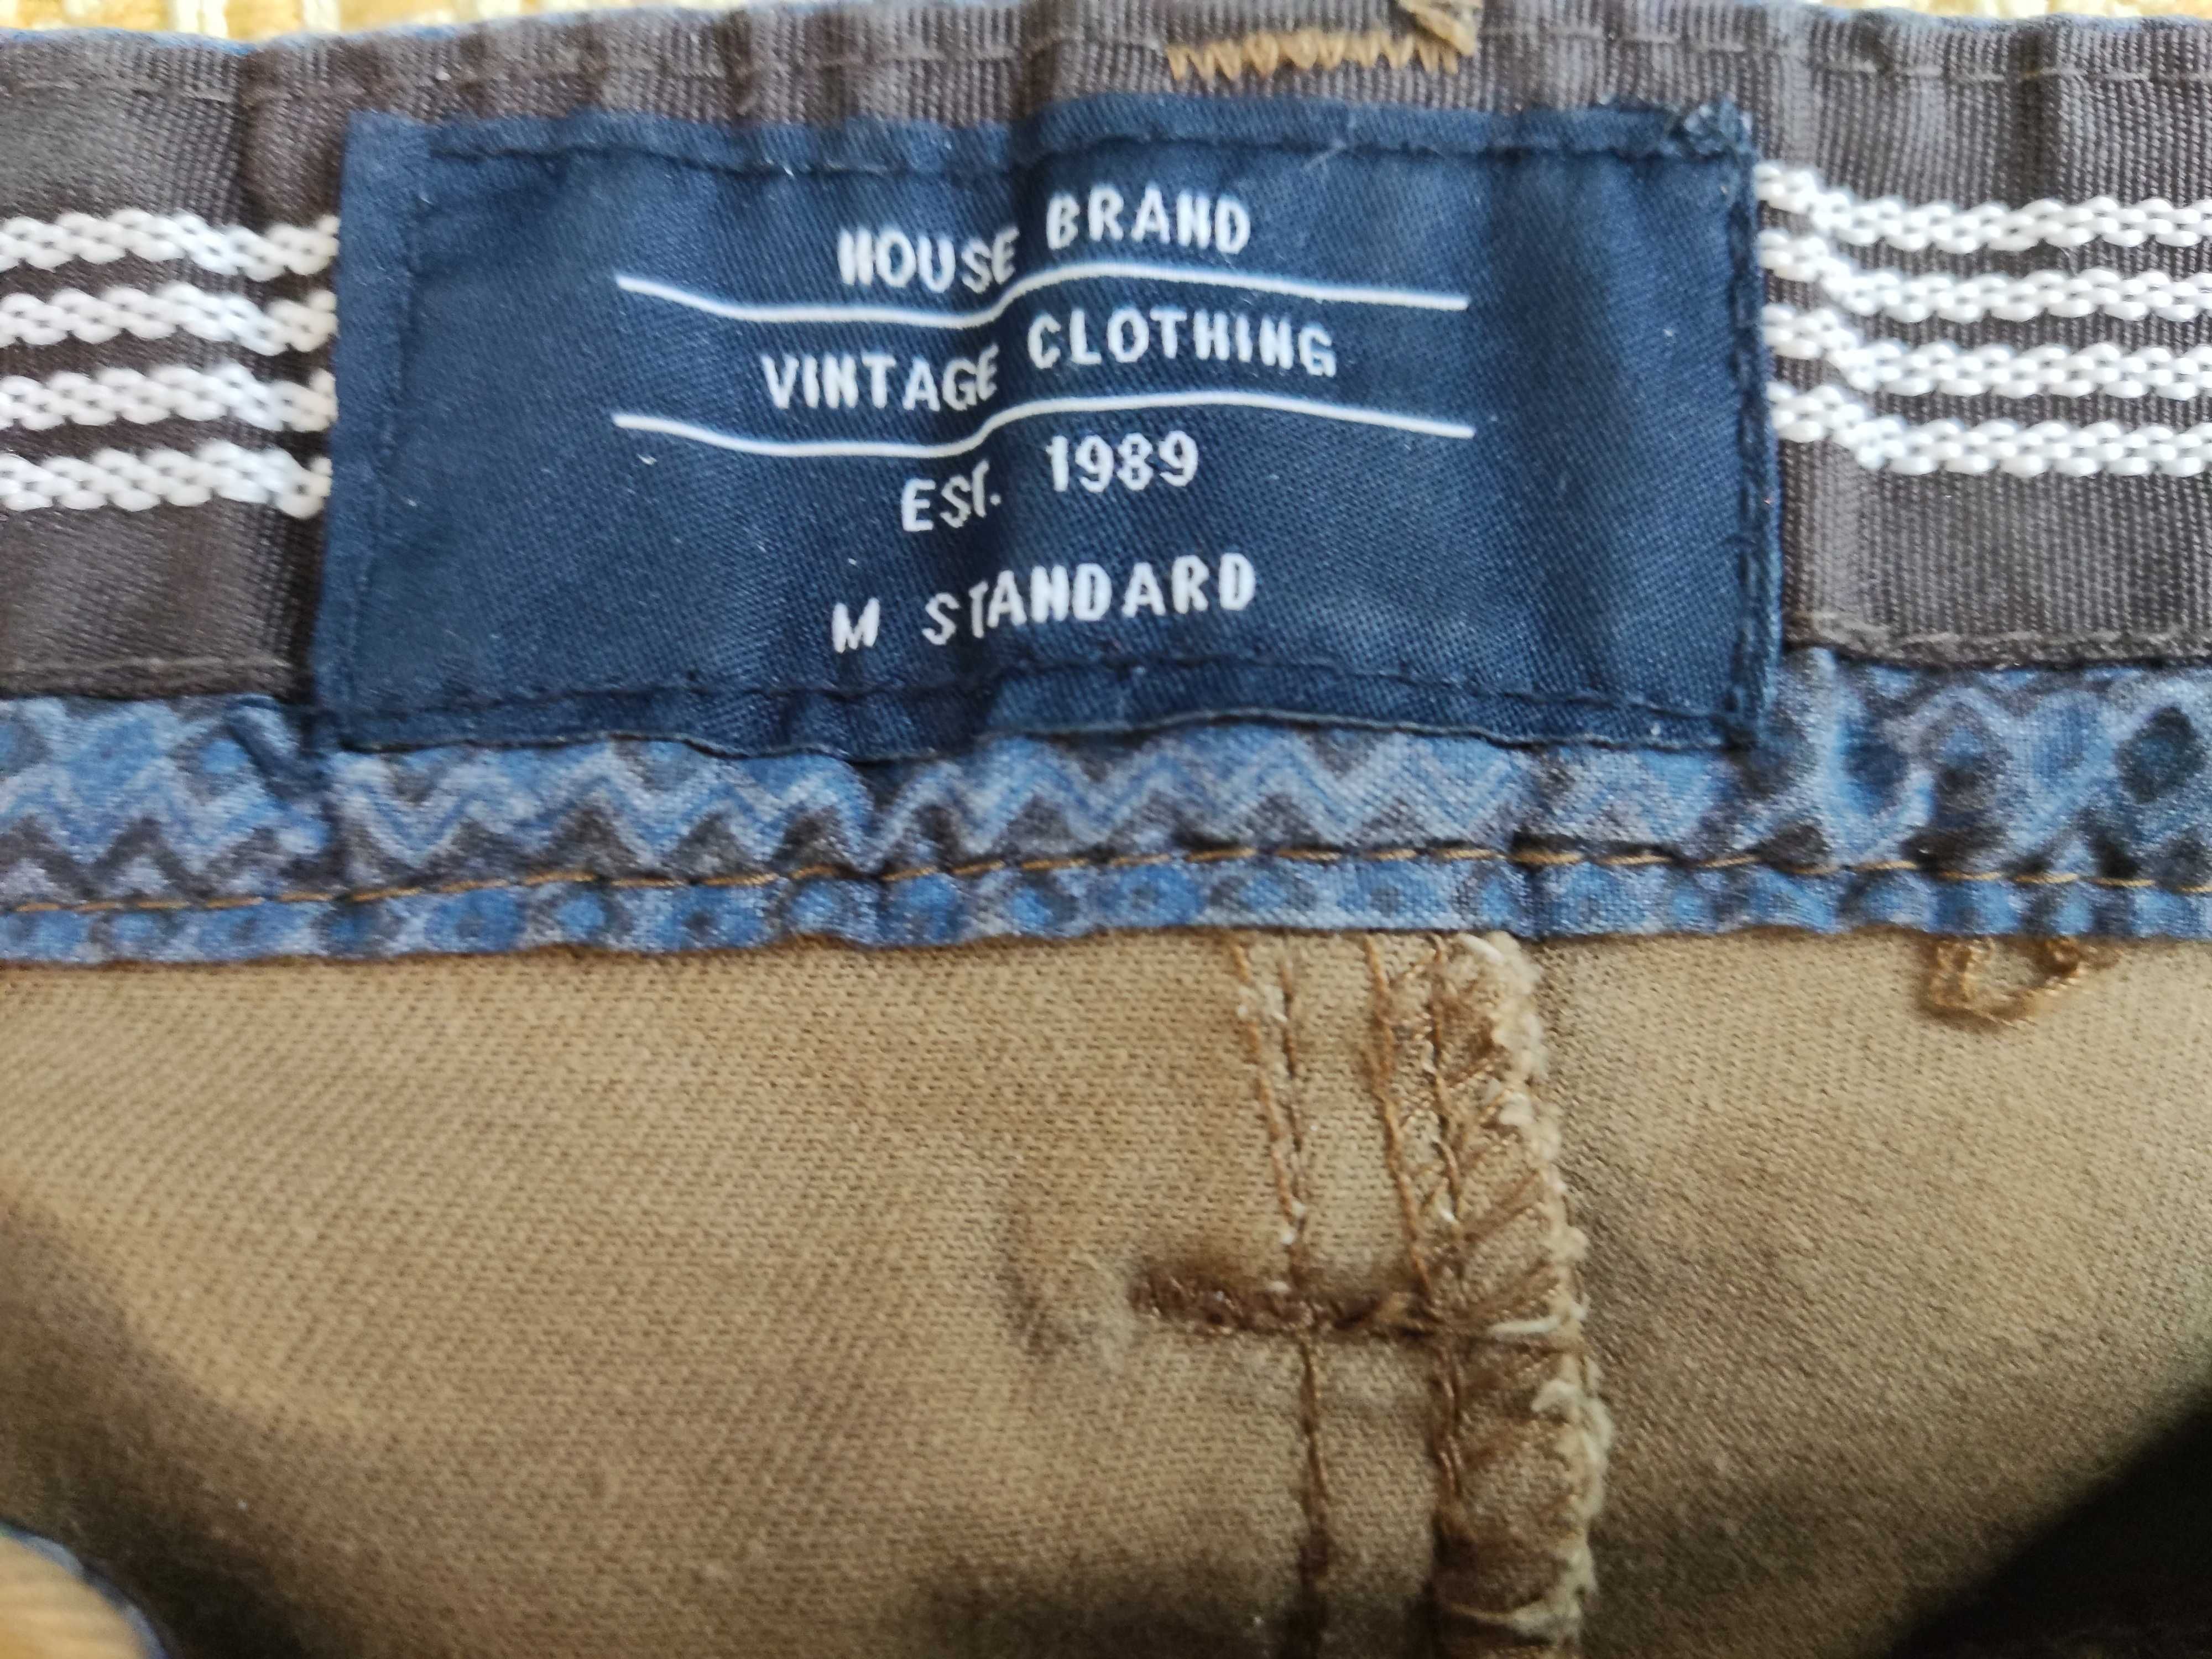 HOUSE BRAND
VINTAGE CLOTHING
EST. 1989
M STANDARD